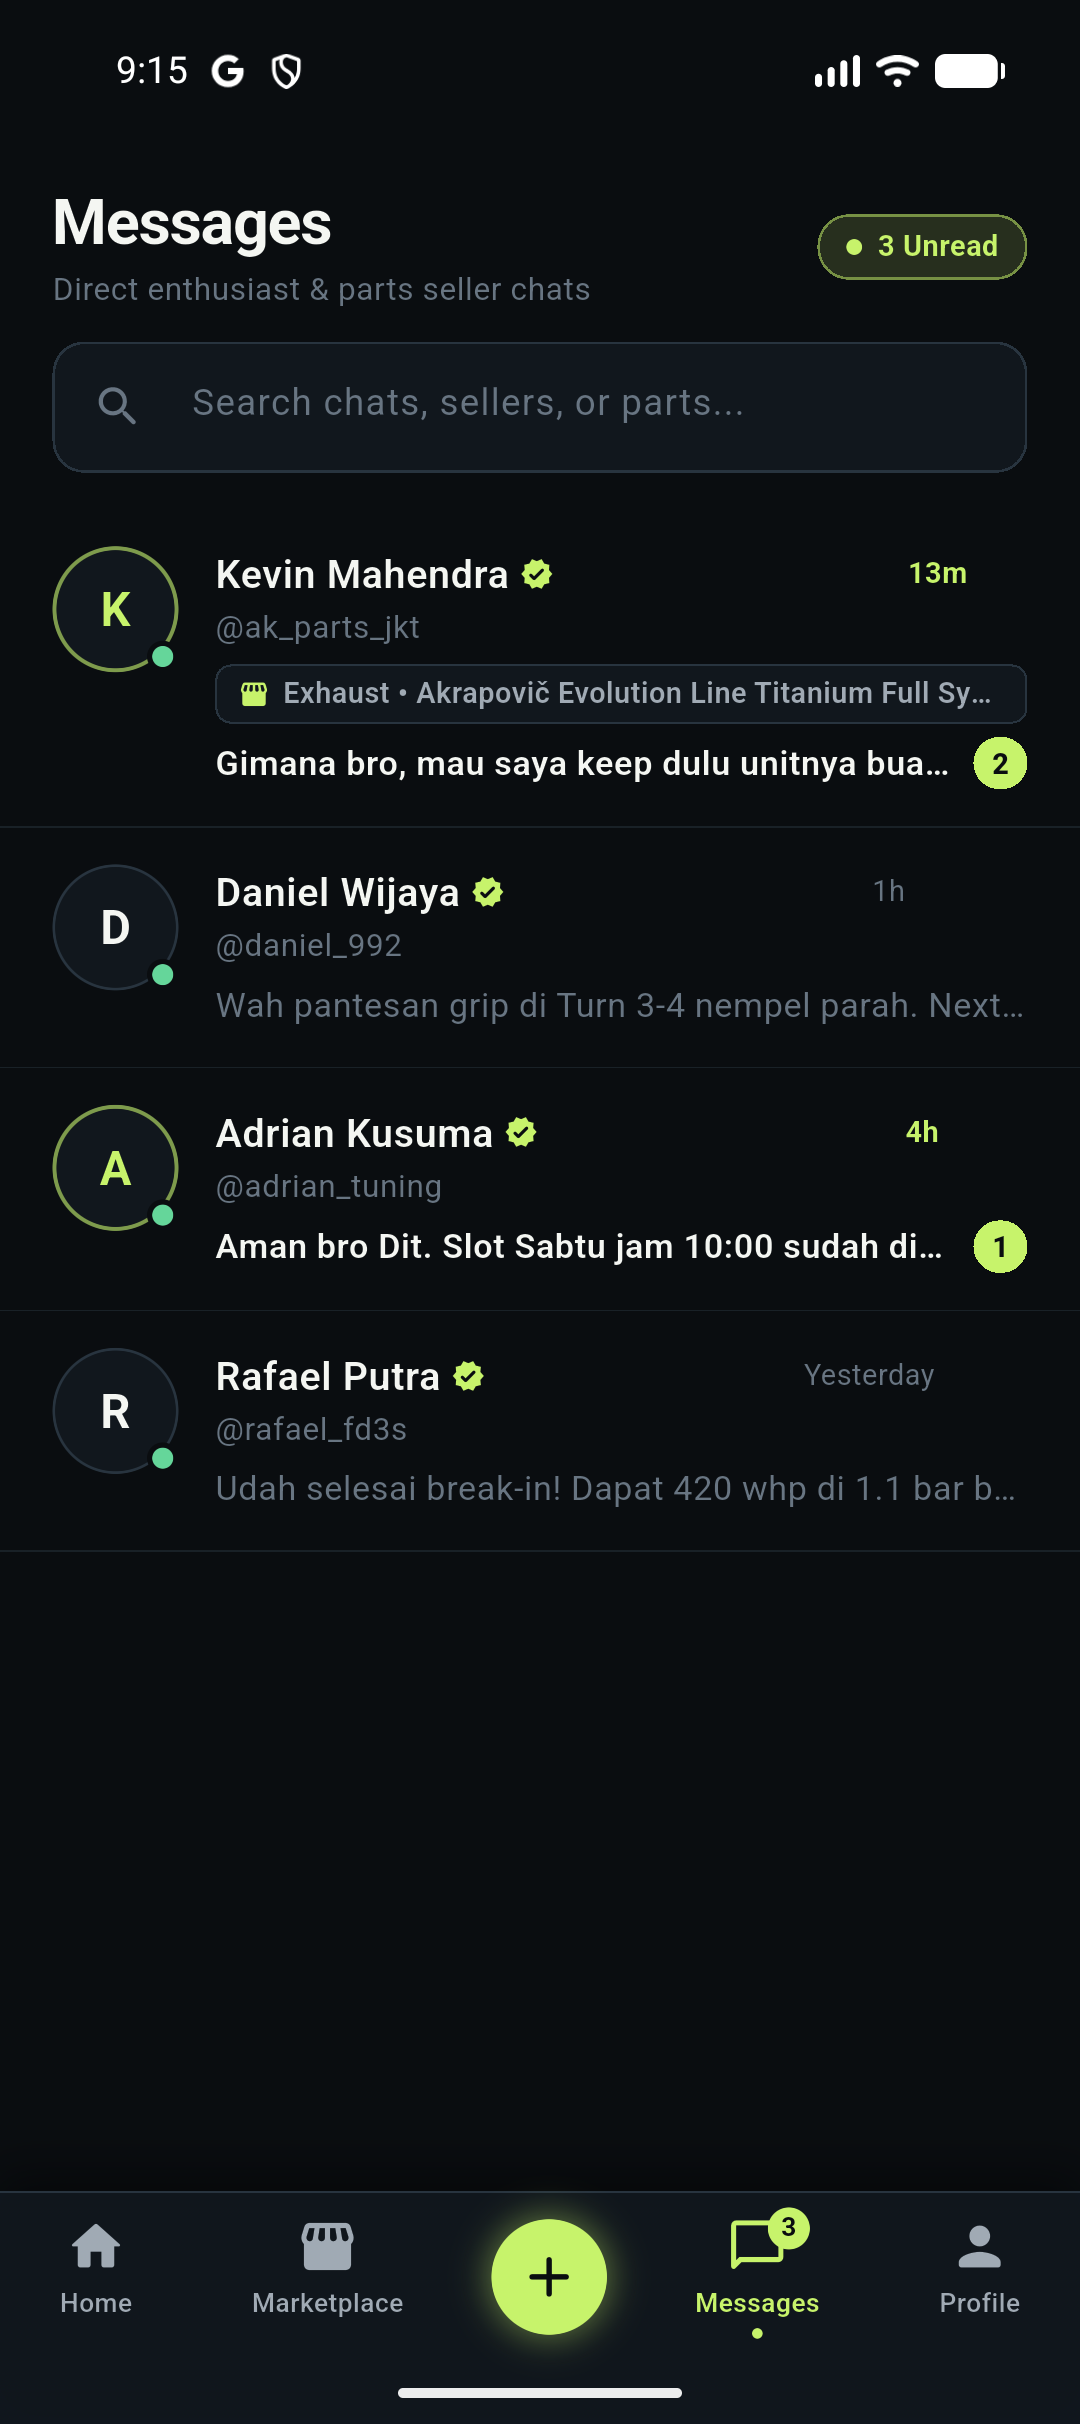 9:15
Messages
Direct enthusiast & parts seller chats
3 Unread
Search chats, sellers, or parts...
K
Kevin Mahendra
13m
@ak_parts_jkt
Exhaust • Akrapovič Evolution Line Titanium Full Sy...
Gimana bro, mau saya keep dulu unitnya bua...
2
D
Daniel Wijaya
1h
@daniel_992
Wah pantesan grip di Turn 3-4 nempel parah. Next...
A
Adrian Kusuma
4h
@adrian_tuning
Aman bro Dit. Slot Sabtu jam 10:00 sudah di...
1
R
Rafael Putra
Yesterday
@rafael_fd3s
Udah selesai break-in! Dapat 420 whp di 1.1 bar b...
3
Home
Marketplace
Messages
Profile